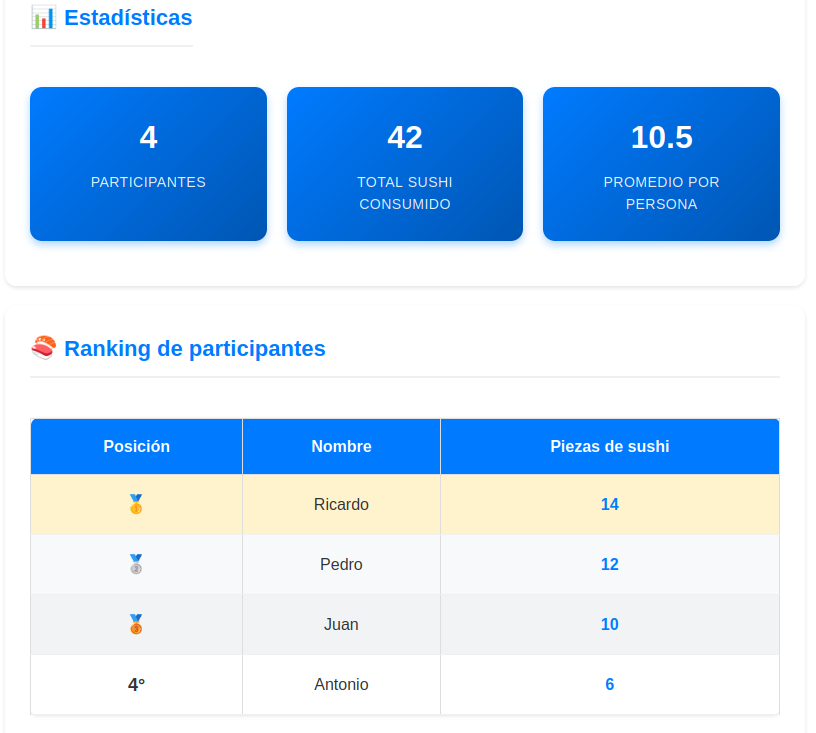 📊 Estadísticas
4
PARTICIPANTES
42
TOTAL SUSHI
CONSUMIDO
10.5
PROMEDIO POR
PERSONA
🍣 Ranking de participantes
Posición Nombre Piezas de sushi
🥇 Ricardo 14
🥈 Pedro 12
🥉 Juan 10
4° Antonio 6